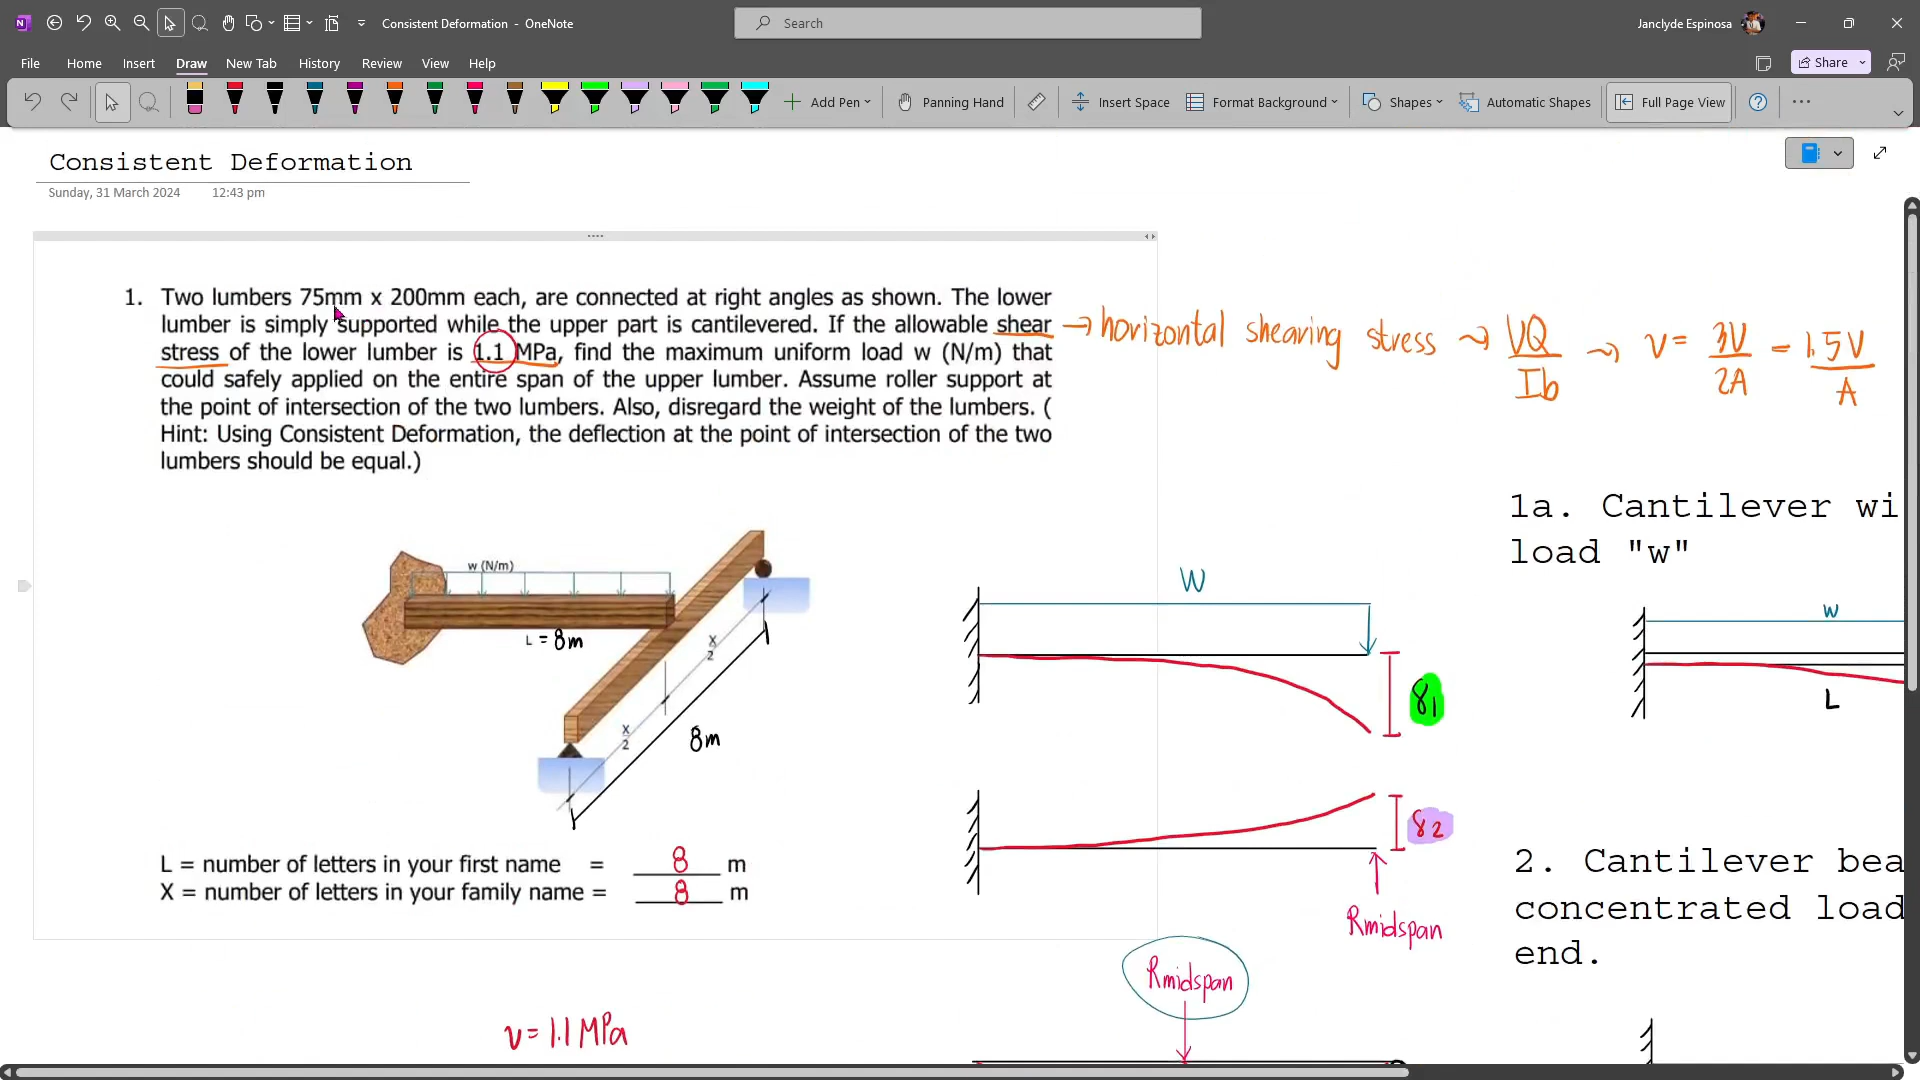 Consistent Deformation - OneNote
Search
Janclyde Espinosa
File Home Insert Draw New Tab History Review View Help
Share
Add Pen
Panning Hand
Insert Space
Format Background
Shapes
Automatic Shapes
Full Page View
Consistent Deformation
Sunday, 31 March 2024 12:43 pm
1. Two lumbers 75mm x 200mm each, are connected at right angles as shown. The lower
lumber is simply supported while the upper part is cantilevered. If the allowable shear
stress of the lower lumber is 1.1 MPa, find the maximum uniform load w (N/m) that
could safely applied on the entire span of the upper lumber. Assume roller support at
the point of intersection of the two lumbers. Also, disregard the weight of the lumbers. (
Hint: Using Consistent Deformation, the deflection at the point of intersection of the two
lumbers should be equal.)
→ horizontal shearing stress → VQ/Ib → v = 3V/2A = 1.5V/A
1a. Cantilever wi
load "w"
w (N/m)
L = 8m
X/2
X/2
8m
W
δ1
w
L
δ2
Rmidspan
L = number of letters in your first name = 8 m
X = number of letters in your family name = 8 m
2. Cantilever bea
concentrated load
end.
Rmidspan
v = 1.1 MPa